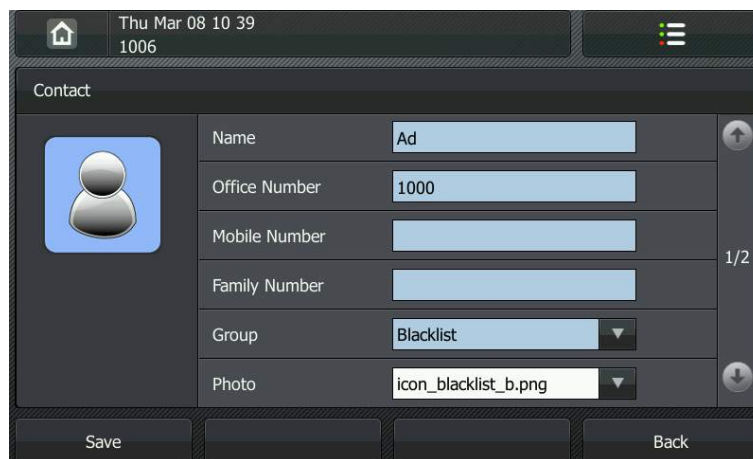 Thu Mar 08 10 39
1006
Contact
Name
Ad
Office Number
1000
Mobile Number
Family Number
1/2
Group
Blacklist
Photo
icon_blacklist_b.png
Save
Back